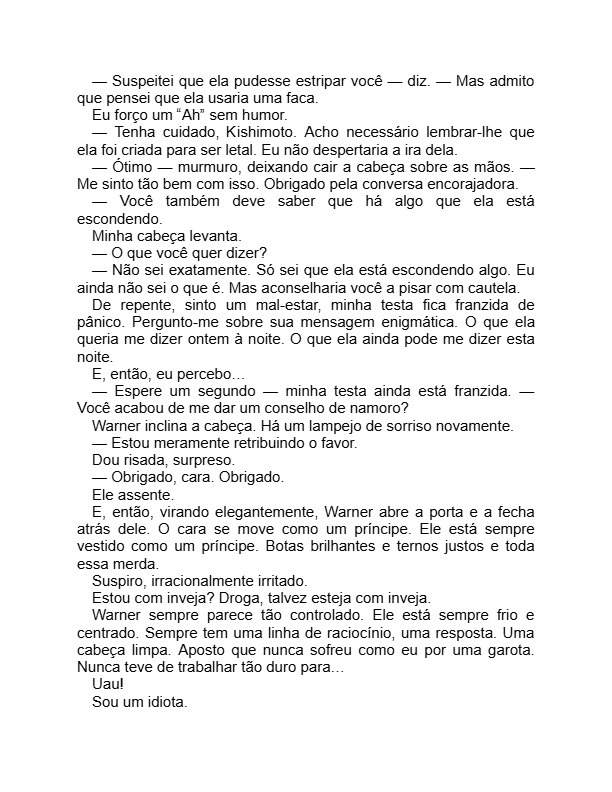 — Suspeitei que ela pudesse estripar você — diz. — Mas admito
que pensei que ela usaria uma faca.
Eu forço um “Ah” sem humor.
— Tenha cuidado, Kishimoto. Acho necessário lembrar-lhe que
ela foi criada para ser letal. Eu não despertaria a ira dela.
— Ótimo — murmuro, deixando cair a cabeça sobre as mãos. —
Me sinto tão bem com isso. Obrigado pela conversa encorajadora.
— Você também deve saber que há algo que ela está
escondendo.
Minha cabeça levanta.
— O que você quer dizer?
— Não sei exatamente. Só sei que ela está escondendo algo. Eu
ainda não sei o que é. Mas aconselharia você a pisar com cautela.
De repente, sinto um mal-estar, minha testa fica franzida de
pânico. Pergunto-me sobre sua mensagem enigmática. O que ela
queria me dizer ontem à noite. O que ela ainda pode me dizer esta
noite.
E, então, eu percebo…
— Espere um segundo — minha testa ainda está franzida. —
Você acabou de me dar um conselho de namoro?
Warner inclina a cabeça. Há um lampejo de sorriso novamente.
— Estou meramente retribuindo o favor.
Dou risada, surpreso.
— Obrigado, cara. Obrigado.
Ele assente.
E, então, virando elegantemente, Warner abre a porta e a fecha
atrás dele. O cara se move como um príncipe. Ele está sempre
vestido como um príncipe. Botas brilhantes e ternos justos e toda
essa merda.
Suspiro, irracionalmente irritado.
Estou com inveja? Droga, talvez esteja com inveja.
Warner sempre parece tão controlado. Ele está sempre frio e
centrado. Sempre tem uma linha de raciocínio, uma resposta. Uma
cabeça limpa. Aposto que nunca sofreu como eu por uma garota.
Nunca teve de trabalhar tão duro para…
Uau!
Sou um idiota.